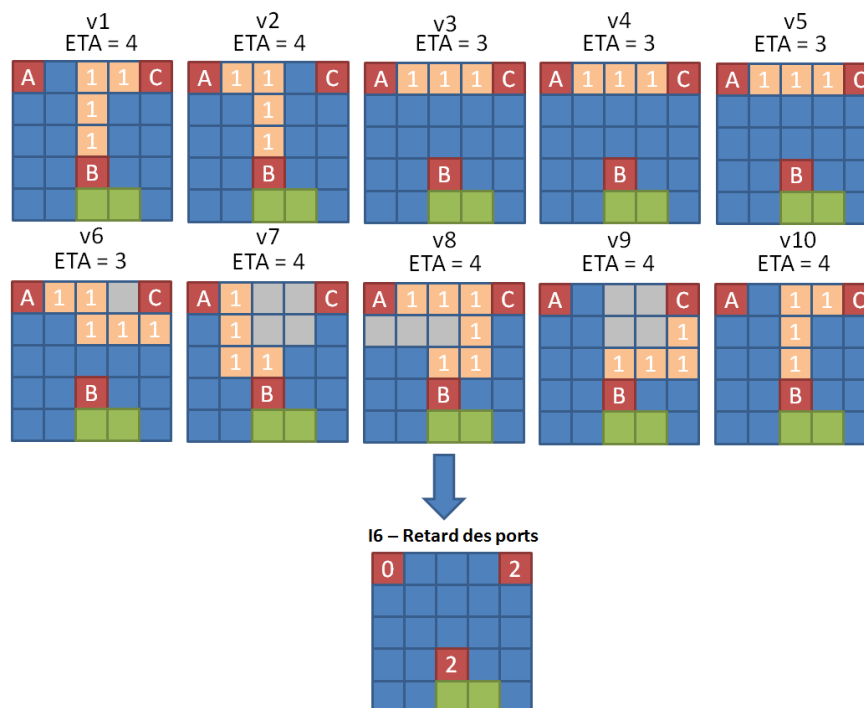 v1 v2 v3 v4 v5
ETA = 4 ETA = 4 ETA = 3 ETA = 3 ETA = 3
A 1 1 C A 1 1 C A 1 1 1 C A 1 1 1 C A 1 1 1 C
1 1
1 1
B B B B B
v6 v7 v8 v9 v10
ETA = 3 ETA = 4 ETA = 4 ETA = 4 ETA = 4
A 1 1 C A 1 C A 1 1 1 C A C A 1 1 C
1 1 1 1 1 1 1
1 1 1 1 1 1 1 1
B B B B B
I6 – Retard des ports
0 2
2